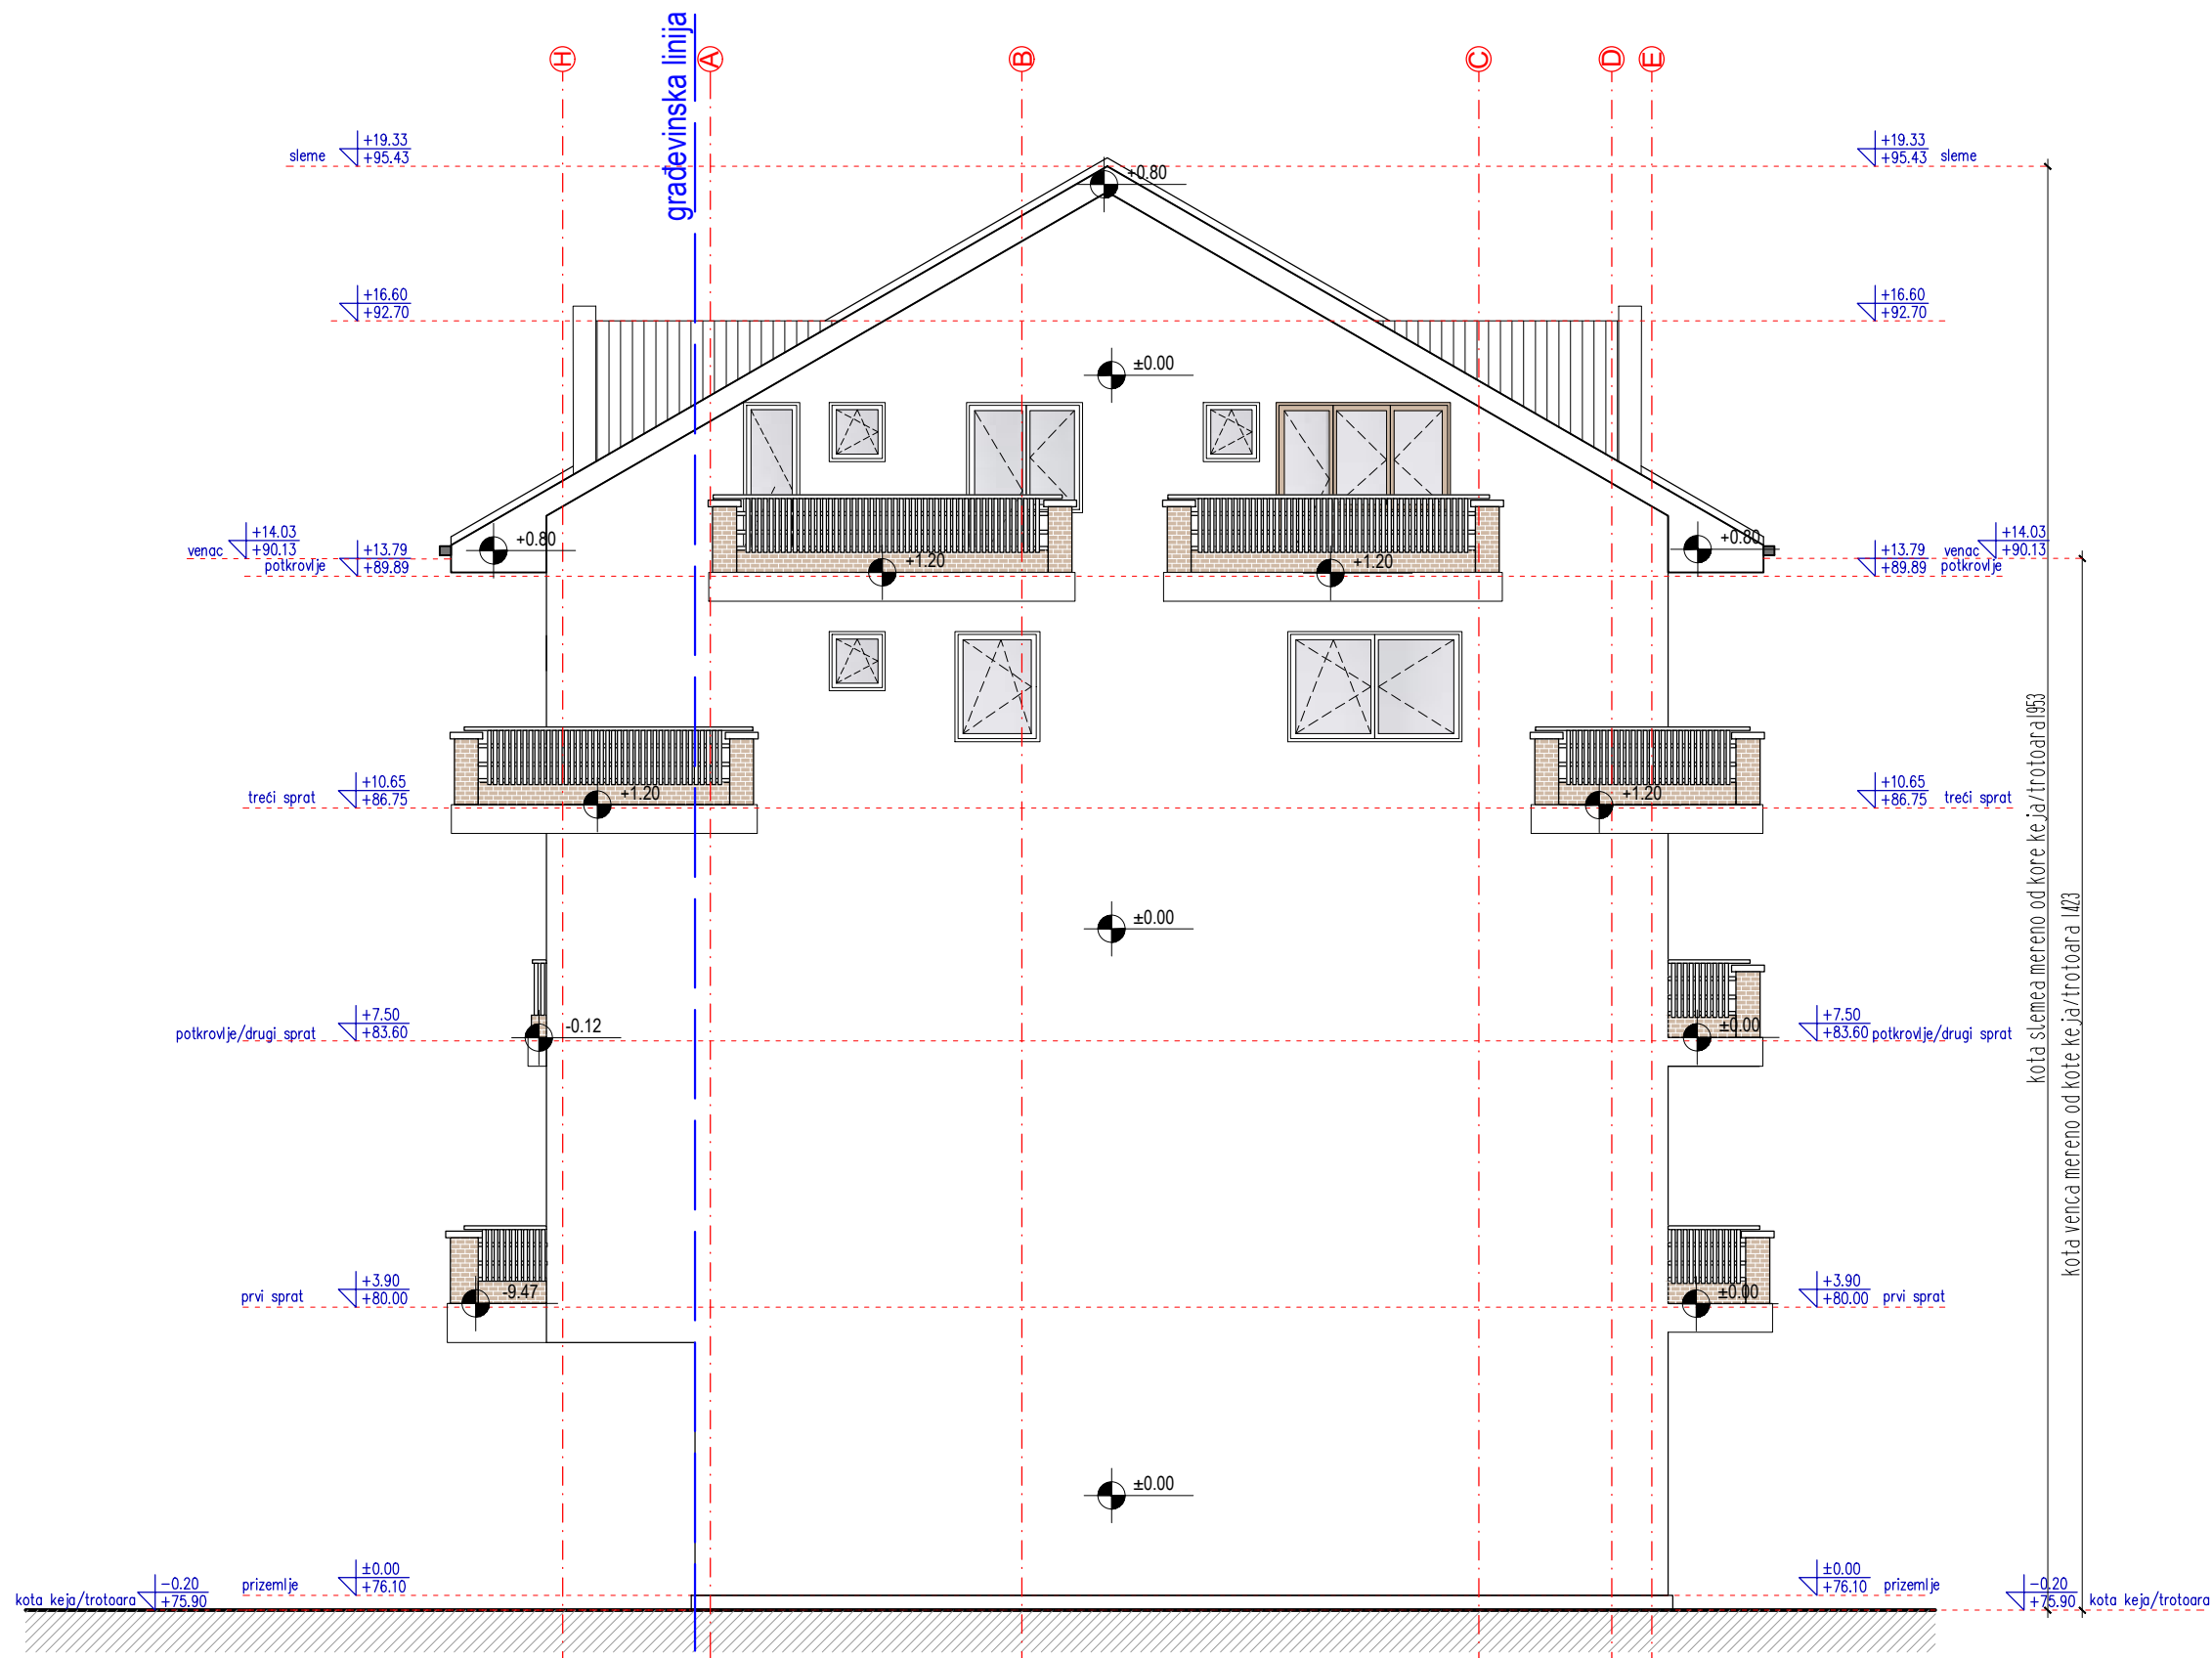 H
građevinska linija
A
B
C
D
E
sleme
+19.33
+95.43
+0.80
+19.33
+95.43
sleme
+16.60
+92.70
+16.60
+92.70
±0.00
venac
+14.03
+90.13
potkrovlje
+13.79
+89.89
+0.80
+1.20
+1.20
+0.80
+13.79
+89.89
venac
potkrovlje
+14.03
+90.13
treći sprat
+10.65
+86.75
+1.20
+1.20
+10.65
+86.75
treći sprat
kota slemea mereno od kore keja/trotoara1953
kota venca mereno od kote keja/trotoara 1423
±0.00
potkrovlje/drugi sprat
+7.50
+83.60
-0.12
±0.00
+7.50
+83.60
potkrovlje/drugi sprat
prvi sprat
+3.90
+80.00
-9.47
±0.00
+3.90
+80.00
prvi sprat
±0.00
prizemlje
±0.00
+76.10
±0.00
+76.10
prizemlje
kota keja/trotoara
-0.20
+75.90
-0.20
+75.90
kota keja/trotoara